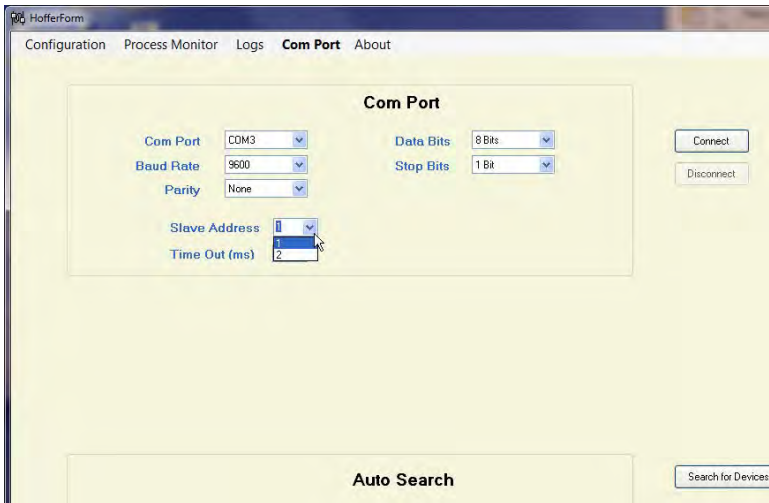 HofferForm
Configuration Process Monitor Logs Com Port About
Com Port
Com Port COM3 Data Bits 8 Bits Connect
Baud Rate 9600 Stop Bits 1 Bit
Disconnect
Parity None
Slave Address 1
1
Time Out (ms) 2
Auto Search
Search for Devices